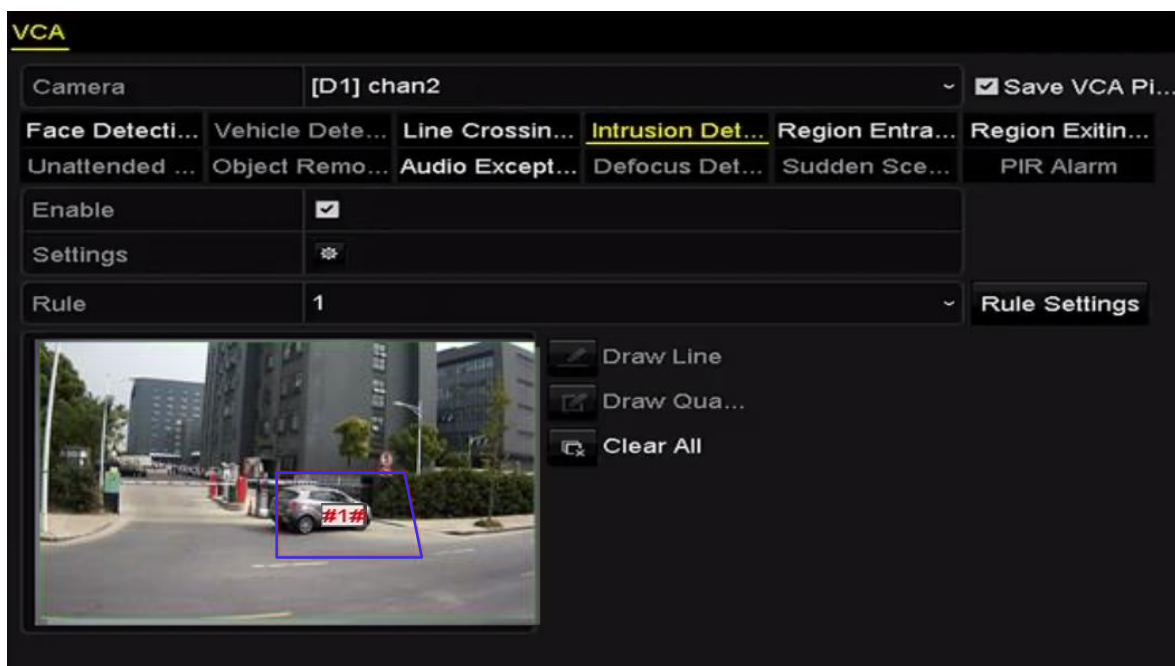 VCA
Camera [D1] chan2 Save VCA Pi...
Face Detecti... Vehicle Dete... Line Crossin... Intrusion Det... Region Entra... Region Exitin...
Unattended ... Object Remo... Audio Except... Defocus Det... Sudden Sce... PIR Alarm
Enable
Settings
Rule 1 Rule Settings
Draw Line
Draw Qua...
Clear All
#1#